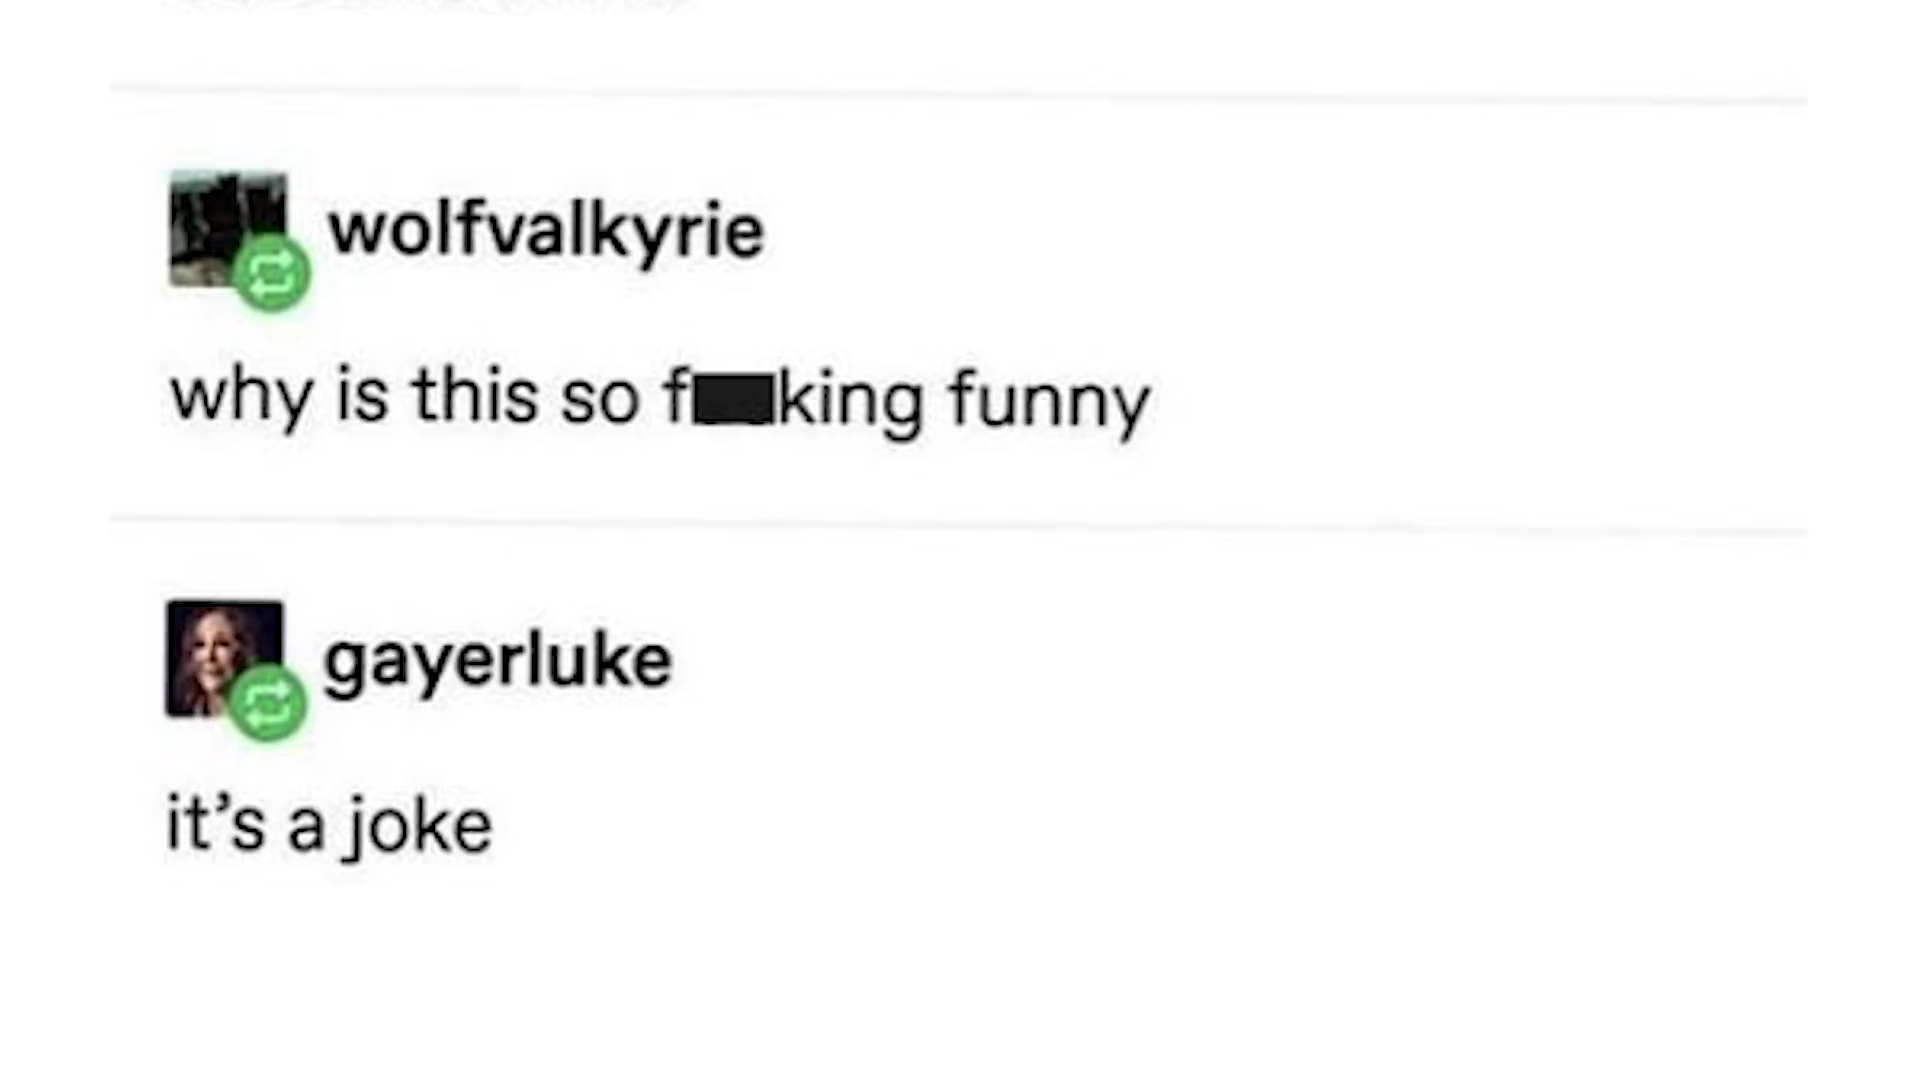 wolfvalkyrie
why is this so f██king funny
gayerluke
it's a joke